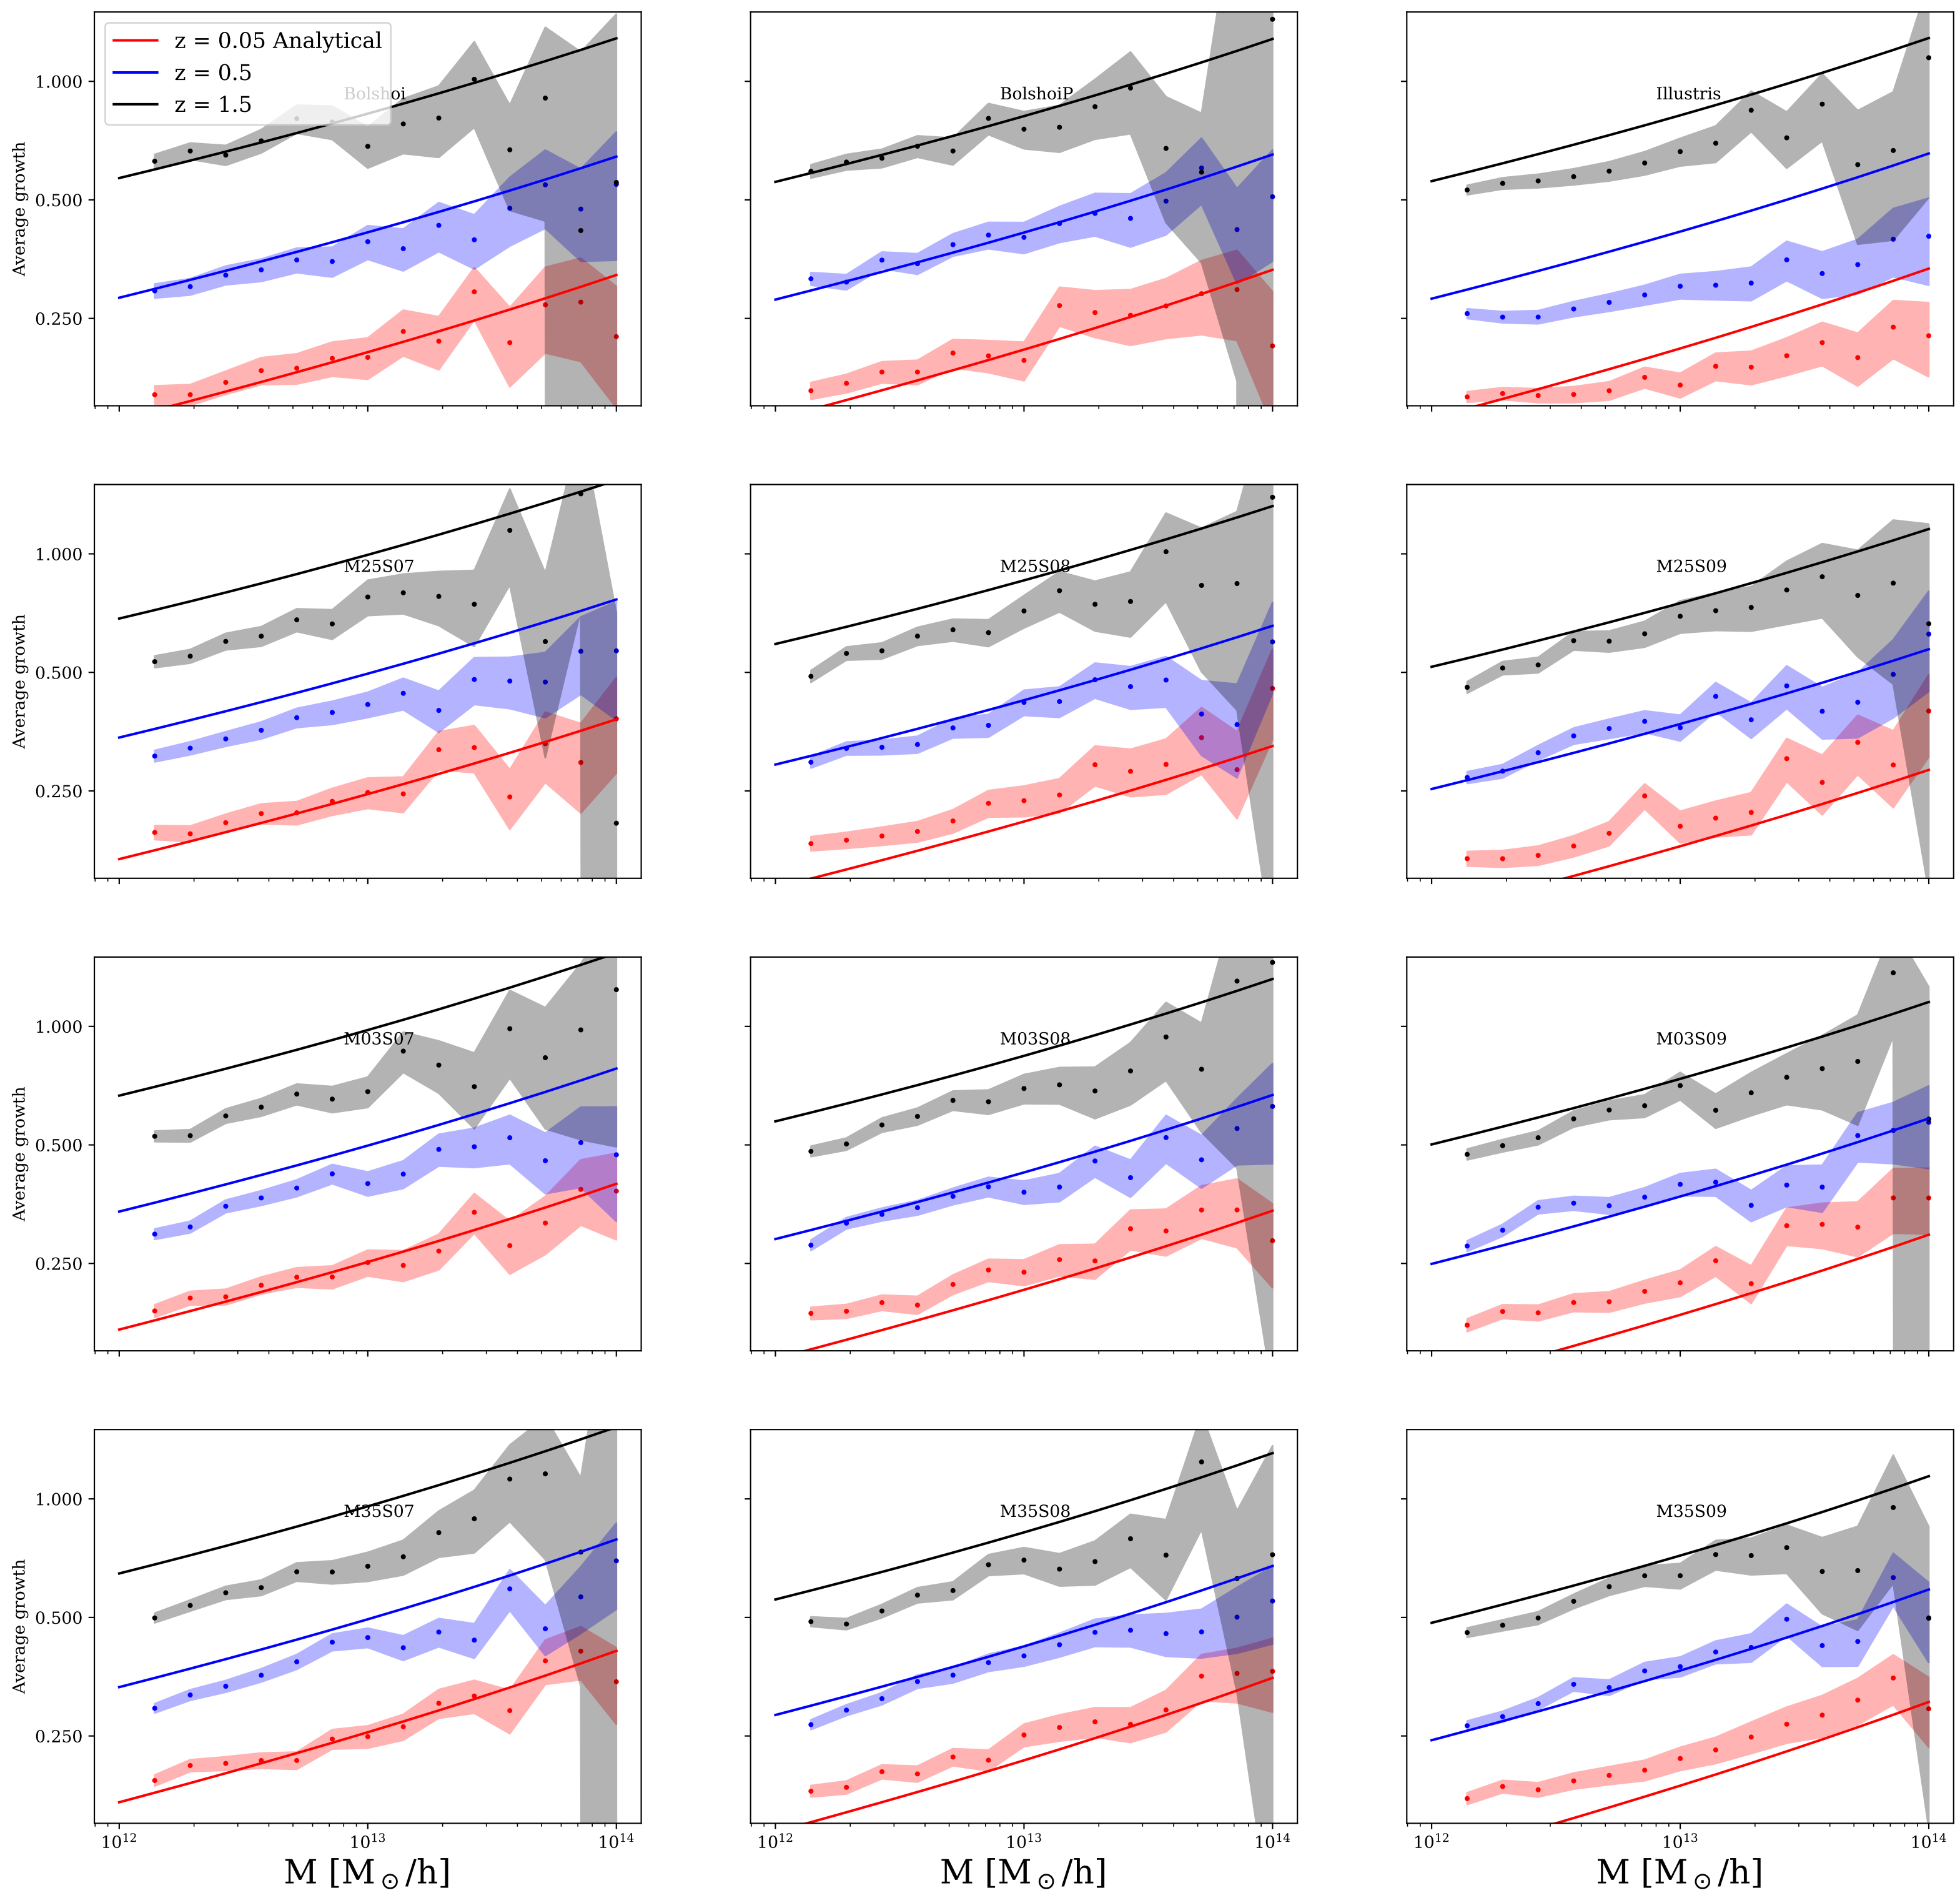 z = 0.05 Analytical
z = 0.5
z = 1.5
Bolshoi
BolshoiP
Illustris
1.000
0.500
0.250
Average growth
M25S07
M25S08
M25S09
1.000
0.500
0.250
Average growth
M03S07
M03S08
M03S09
1.000
0.500
0.250
Average growth
M35S07
M35S08
M35S09
1.000
0.500
0.250
Average growth
10¹² 10¹³ 10¹⁴
10¹² 10¹³ 10¹⁴
10¹² 10¹³ 10¹⁴
M [M⊙/h]
M [M⊙/h]
M [M⊙/h]